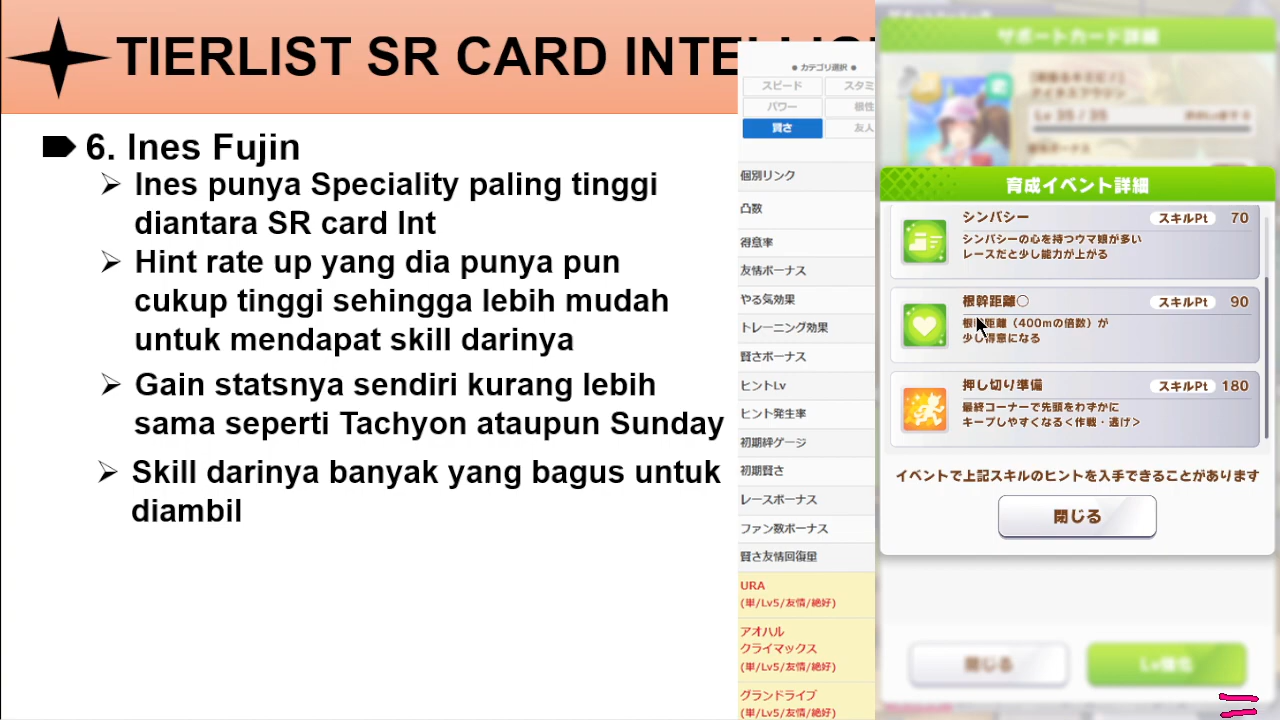 TIERLIST SR CARD INTE
6. Ines Fujin
Ines punya Speciality paling tinggi
diantara SR card Int
Hint rate up yang dia punya pun
cukup tinggi sehingga lebih mudah
untuk mendapat skill darinya
Gain statsnya sendiri kurang lebih
sama seperti Tachyon ataupun Sunday
Skill darinya banyak yang bagus untuk
diambil
● カテゴリ選択 ●
スピード スタミ
パワー 根性
賢さ 友人
個別リンク
凸数
得意率
友情ボーナス
やる気効果
トレーニング効果
賢さボーナス
ヒントLv
ヒント発生率
初期絆ゲージ
初期賢さ
レースボーナス
ファン数ボーナス
賢さ友情回復量
URA
(単/Lv5/友情/絶好)
アオハル
クライマックス
(単/Lv5/友情/絶好)
グランドライブ
(単/Lv5/友情/絶好)
サポートカード詳細
Lv 35 / 35
育成イベント詳細
シンパシー スキルPt 70
シンパシーの心を持つウマ娘が多い
レースだと少し能力が上がる
根幹距離○ スキルPt 90
根幹距離（400mの倍数）が
少し得意になる
押し切り準備 スキルPt 180
最終コーナーで先頭をわずかに
キープしやすくなる<作戦・逃げ>
イベントで上記スキルのヒントを入手できることがあります
閉じる
閉じる
Lv強化